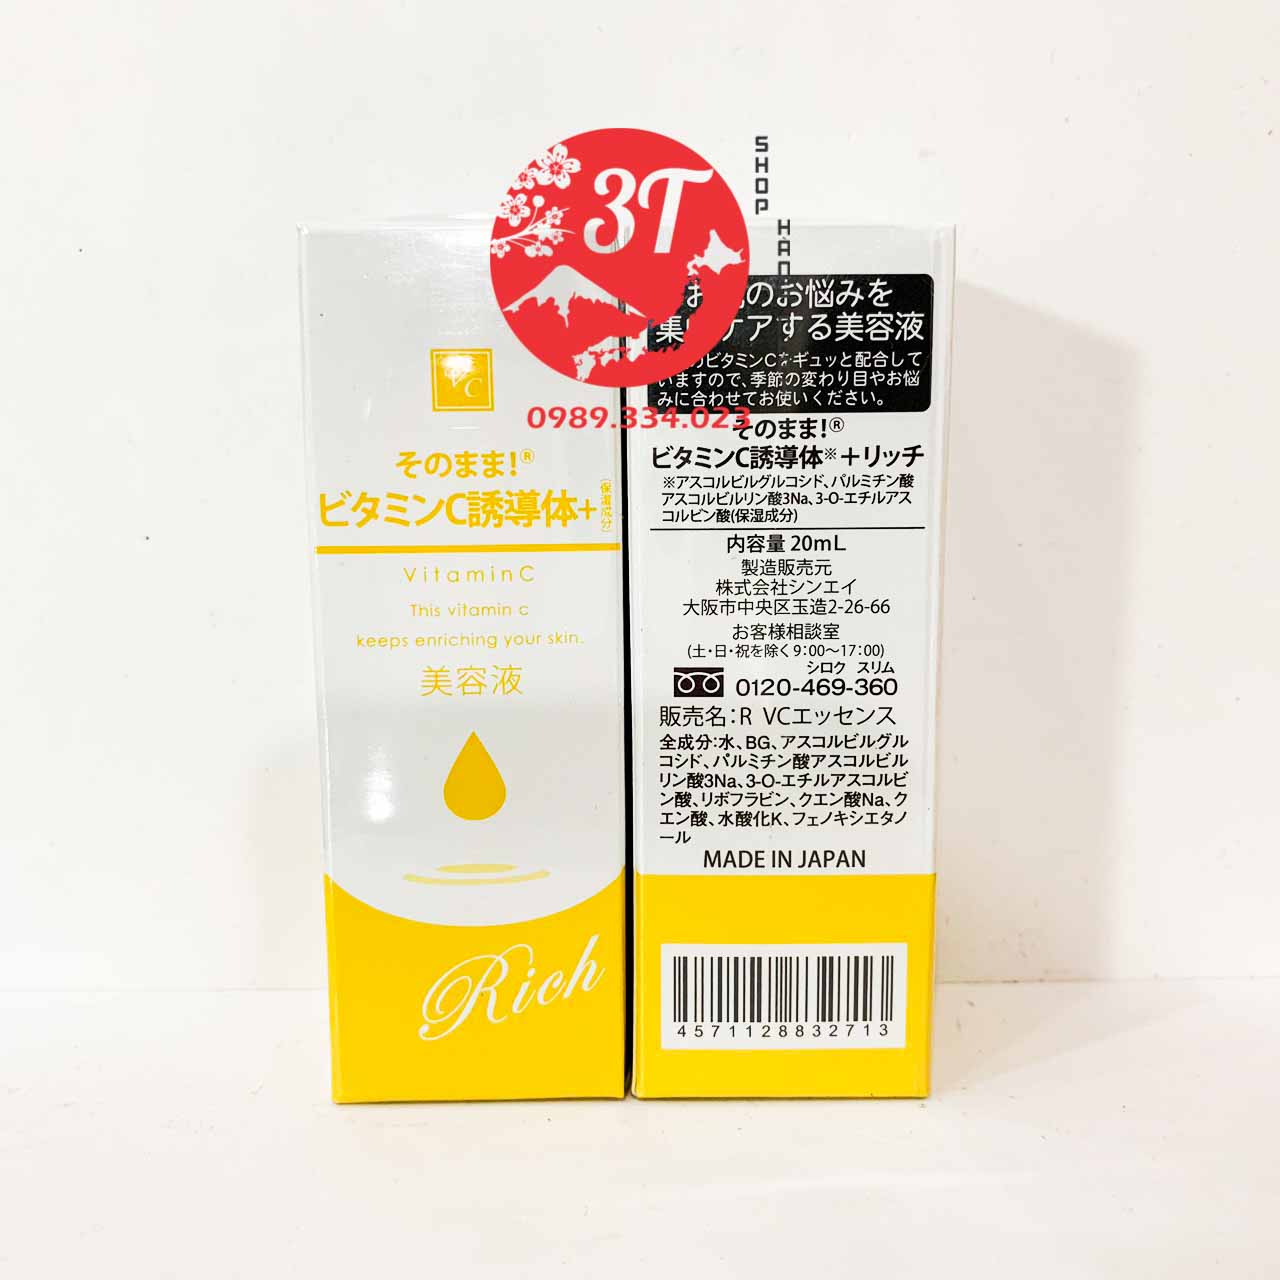 3T
SHOP HÀN
0989.334.023
VC
そのまま!®
ビタミンC誘導体+
(保湿成分)
VitaminC
This vitamin c
keeps enriching your skin.
美容液
Rich
のお悩みを
ケアする美容液
ビタミンCをギュッと配合して
いますので、季節の変わり目やお悩
みに合わせてお使いください。
そのまま!®
ビタミンC誘導体※+リッチ
※アスコルビルグルコシド、パルミチン酸
アスコルビルリン酸3Na、3-O-エチルアス
コルビン酸(保湿成分)
内容量 20mL
製造販売元
株式会社シンエイ
大阪市中央区玉造2-26-66
お客様相談室
(土・日・祝を除く9:00〜17:00)
シロク スリム
0120-469-360
販売名:R VCエッセンス
全成分:水、BG、アスコルビルグル
コシド、パルミチン酸アスコルビル
リン酸3Na、3-O-エチルアスコルビ
ン酸、リボフラビン、クエン酸Na、ク
エン酸、水酸化K、フェノキシエタノ
ール
MADE IN JAPAN
4571128832713